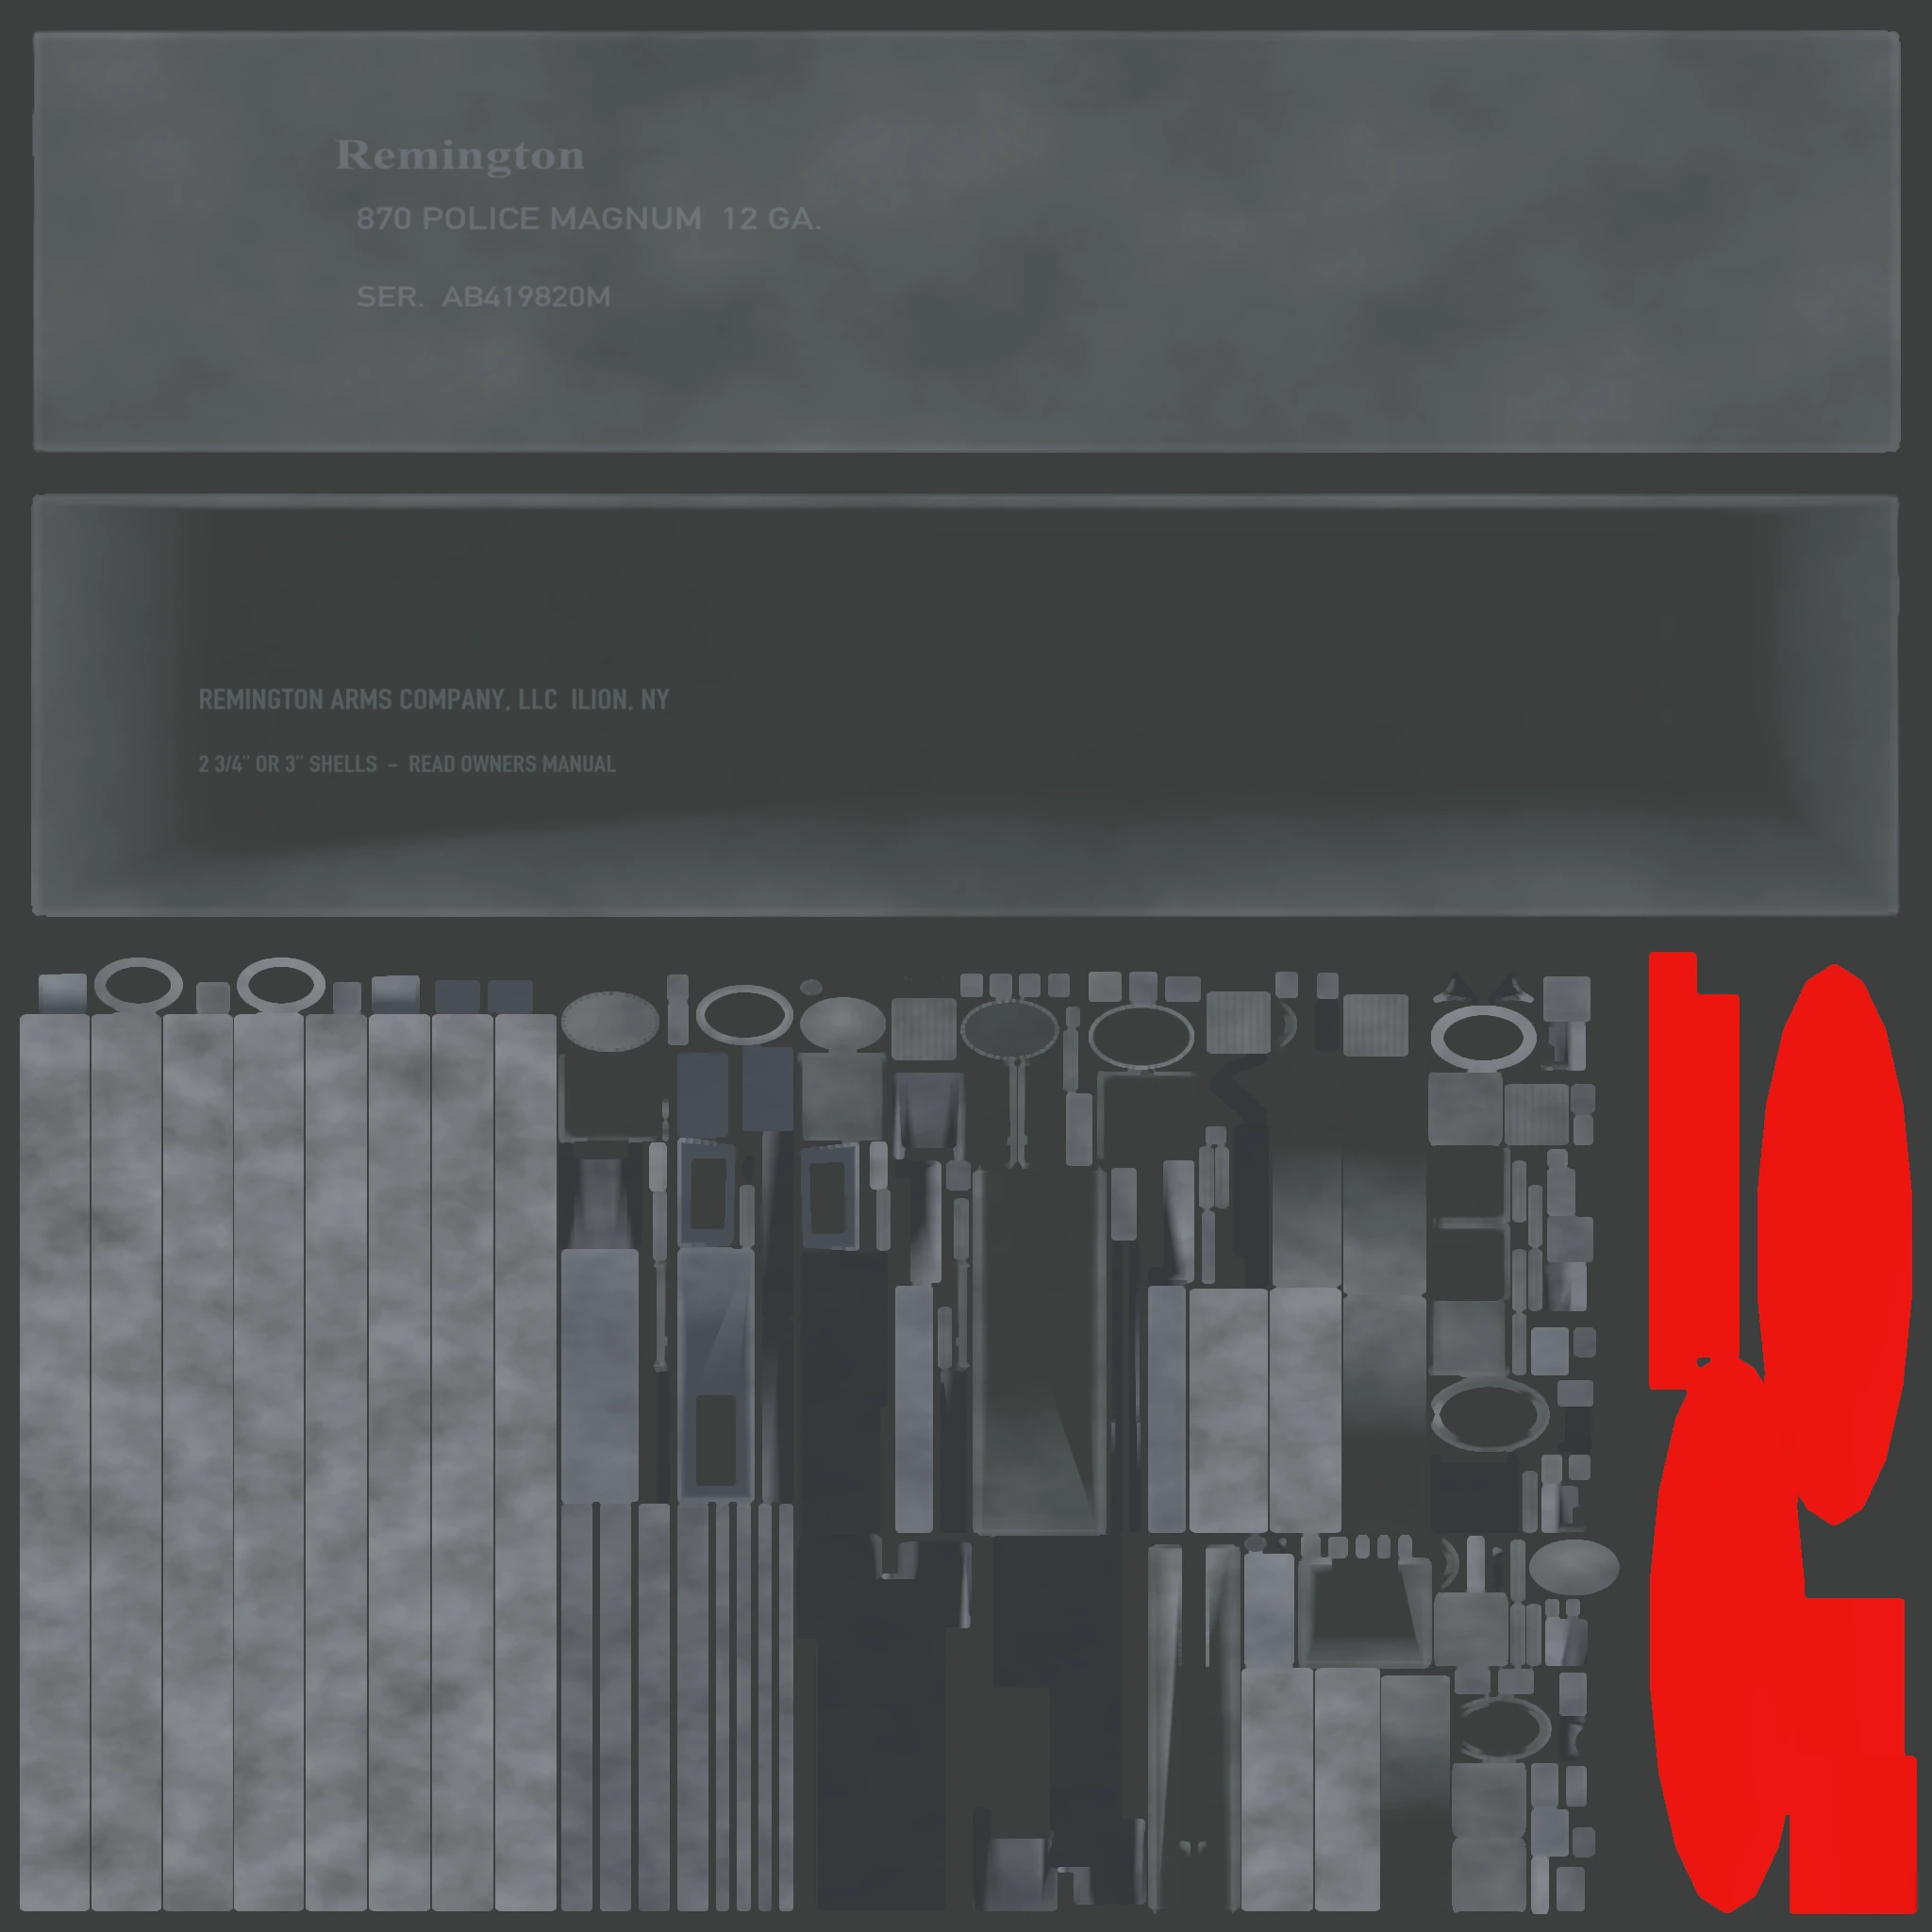 Remington
870 POLICE MAGNUM 12 GA.
SER. AB419820M
REMINGTON ARMS COMPANY, LLC ILION, NY
2 3/4" OR 3" SHELLS - READ OWNERS MANUAL